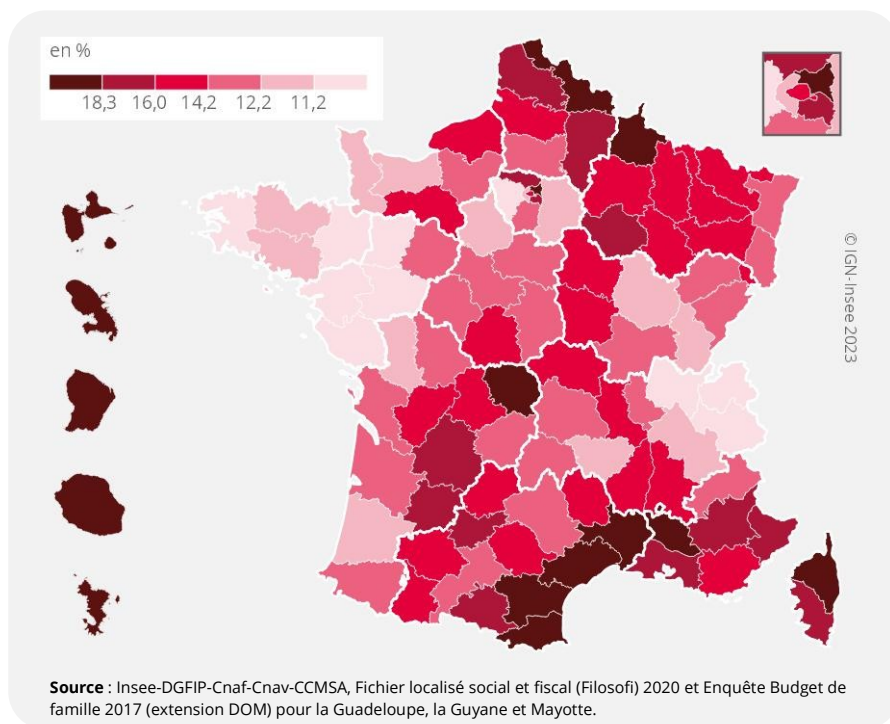 en %
18,3 16,0 14,2 12,2 11,2
© IGN-Insee 2023
Source : Insee-DGFIP-Cnaf-Cnav-CCMSA, Fichier localisé social et fiscal (Filosofi) 2020 et Enquête Budget de
famille 2017 (extension DOM) pour la Guadeloupe, la Guyane et Mayotte.